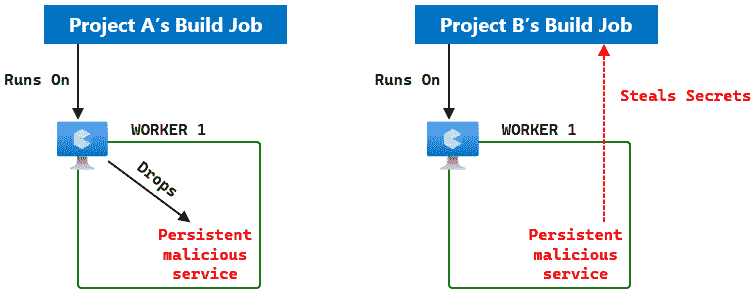 Project A's Build Job
Runs On
WORKER 1
Drops
Persistent
malicious
service
Project B's Build Job
Runs On
Steals Secrets
WORKER 1
Persistent
malicious
service